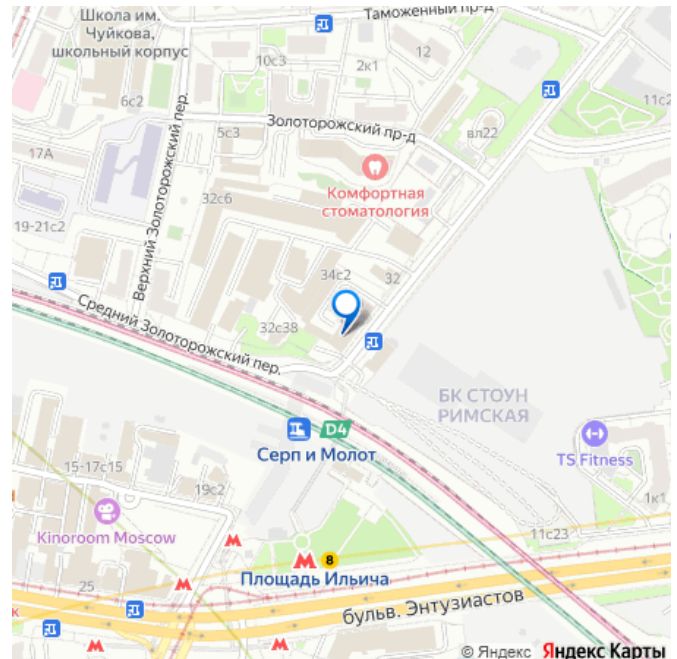 Школа им.
Чуйкова,
школьный корпус
Таможенный пр-д
12
10с3
2к1
6с2
Верхний Золоторожский пер.
5с3
Золоторожский пр-д
вл22
11с2
17А
Комфортная
стоматология
32с6
19-21с2
34с2
32
Средний Золоторожский пер.
32с38
БК СТОУН
РИМСКАЯ
D4
Серп и Молот
TS Fitness
15-17с15
19с2
1к1
Kinoroom Moscow
11с23
8
Площадь Ильича
25
бульв. Энтузиастов
к
© Яндекс Яндекс Карты